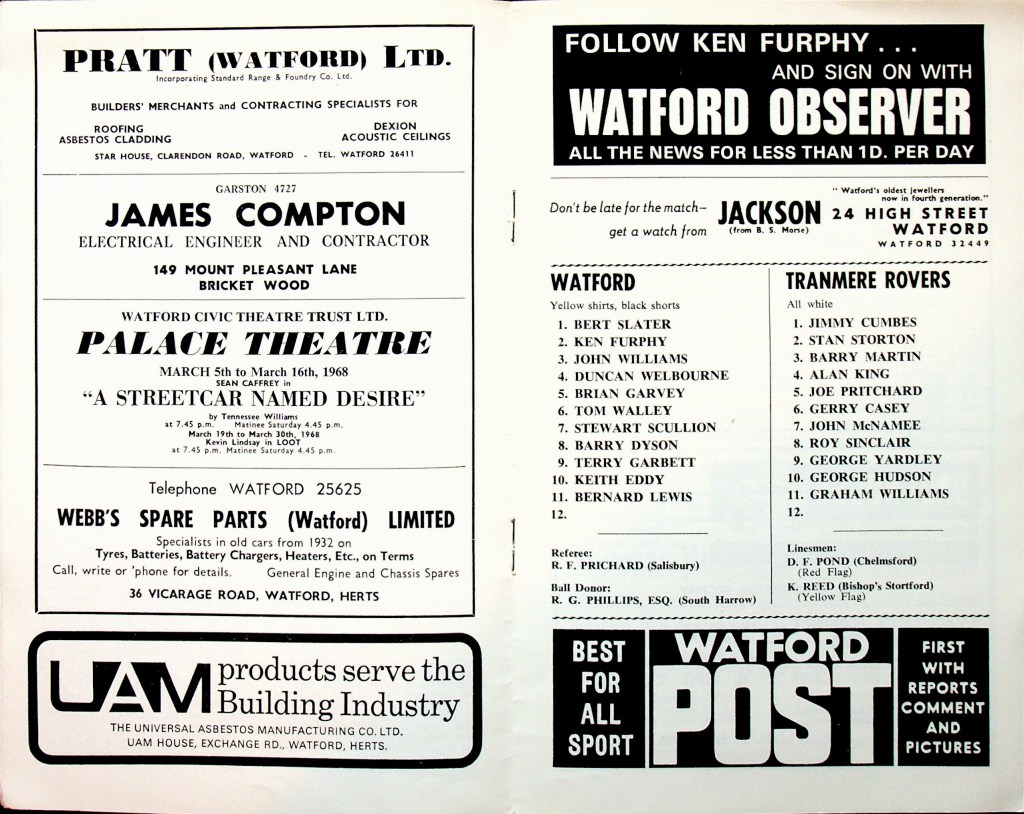 PRATT (WATFORD) LTD.
Incorporating Standard Range & Foundry Co. Ltd.
BUILDERS' MERCHANTS and CONTRACTING SPECIALISTS FOR
ROOFING
ASBESTOS CLADDING
DEXION
ACOUSTIC CEILINGS
STAR HOUSE, CLARENDON ROAD, WATFORD - TEL. WATFORD 26411
GARSTON 4727
JAMES COMPTON
ELECTRICAL ENGINEER AND CONTRACTOR
149 MOUNT PLEASANT LANE
BRICKET WOOD
WATFORD CIVIC THEATRE TRUST LTD.
PALACE THEATRE
MARCH 5th to March 16th, 1968
SEAN CAFFREY in
"A STREETCAR NAMED DESIRE"
by Tennessee Williams
at 7.45 p.m. Matinee Saturday 4.45 p.m.
March 19th to March 30th, 1968
Kevin Lindsay in LOOT
at 7.45 p.m. Matinee Saturday 4.45 p.m.
Telephone WATFORD 25625
WEBB'S SPARE PARTS (Watford) LIMITED
Specialists in old cars from 1932 on
Tyres, Batteries, Battery Chargers, Heaters, Etc., on Terms
Call, write or 'phone for details. General Engine and Chassis Spares
36 VICARAGE ROAD, WATFORD, HERTS
UAM products serve the
Building Industry
THE UNIVERSAL ASBESTOS MANUFACTURING CO. LTD.
UAM HOUSE, EXCHANGE RD., WATFORD, HERTS.
FOLLOW KEN FURPHY . . .
AND SIGN ON WITH
WATFORD OBSERVER
ALL THE NEWS FOR LESS THAN 1D. PER DAY
Don't be late for the match—
get a watch from
JACKSON
(from B. S. Morse)
" Watford's oldest jewellers
now in fourth generation."
24 HIGH STREET
WATFORD
WATFORD 32449
WATFORD
Yellow shirts, black shorts
1. BERT SLATER
2. KEN FURPHY
3. JOHN WILLIAMS
4. DUNCAN WELBOURNE
5. BRIAN GARVEY
6. TOM WALLEY
7. STEWART SCULLION
8. BARRY DYSON
9. TERRY GARBETT
10. KEITH EDDY
11. BERNARD LEWIS
12.
Referee:
R. F. PRICHARD (Salisbury)
Ball Donor:
R. G. PHILLIPS, ESQ. (South Harrow)
TRANMERE ROVERS
All white
1. JIMMY CUMBES
2. STAN STORTON
3. BARRY MARTIN
4. ALAN KING
5. JOE PRITCHARD
6. GERRY CASEY
7. JOHN McNAMEE
8. ROY SINCLAIR
9. GEORGE YARDLEY
10. GEORGE HUDSON
11. GRAHAM WILLIAMS
12.
Linesmen:
D. F. POND (Chelmsford)
(Red Flag)
K. REED (Bishop's Stortford)
(Yellow Flag)
BEST
FOR
ALL
SPORT
WATFORD
POST
FIRST
WITH
REPORTS
COMMENT
AND
PICTURES